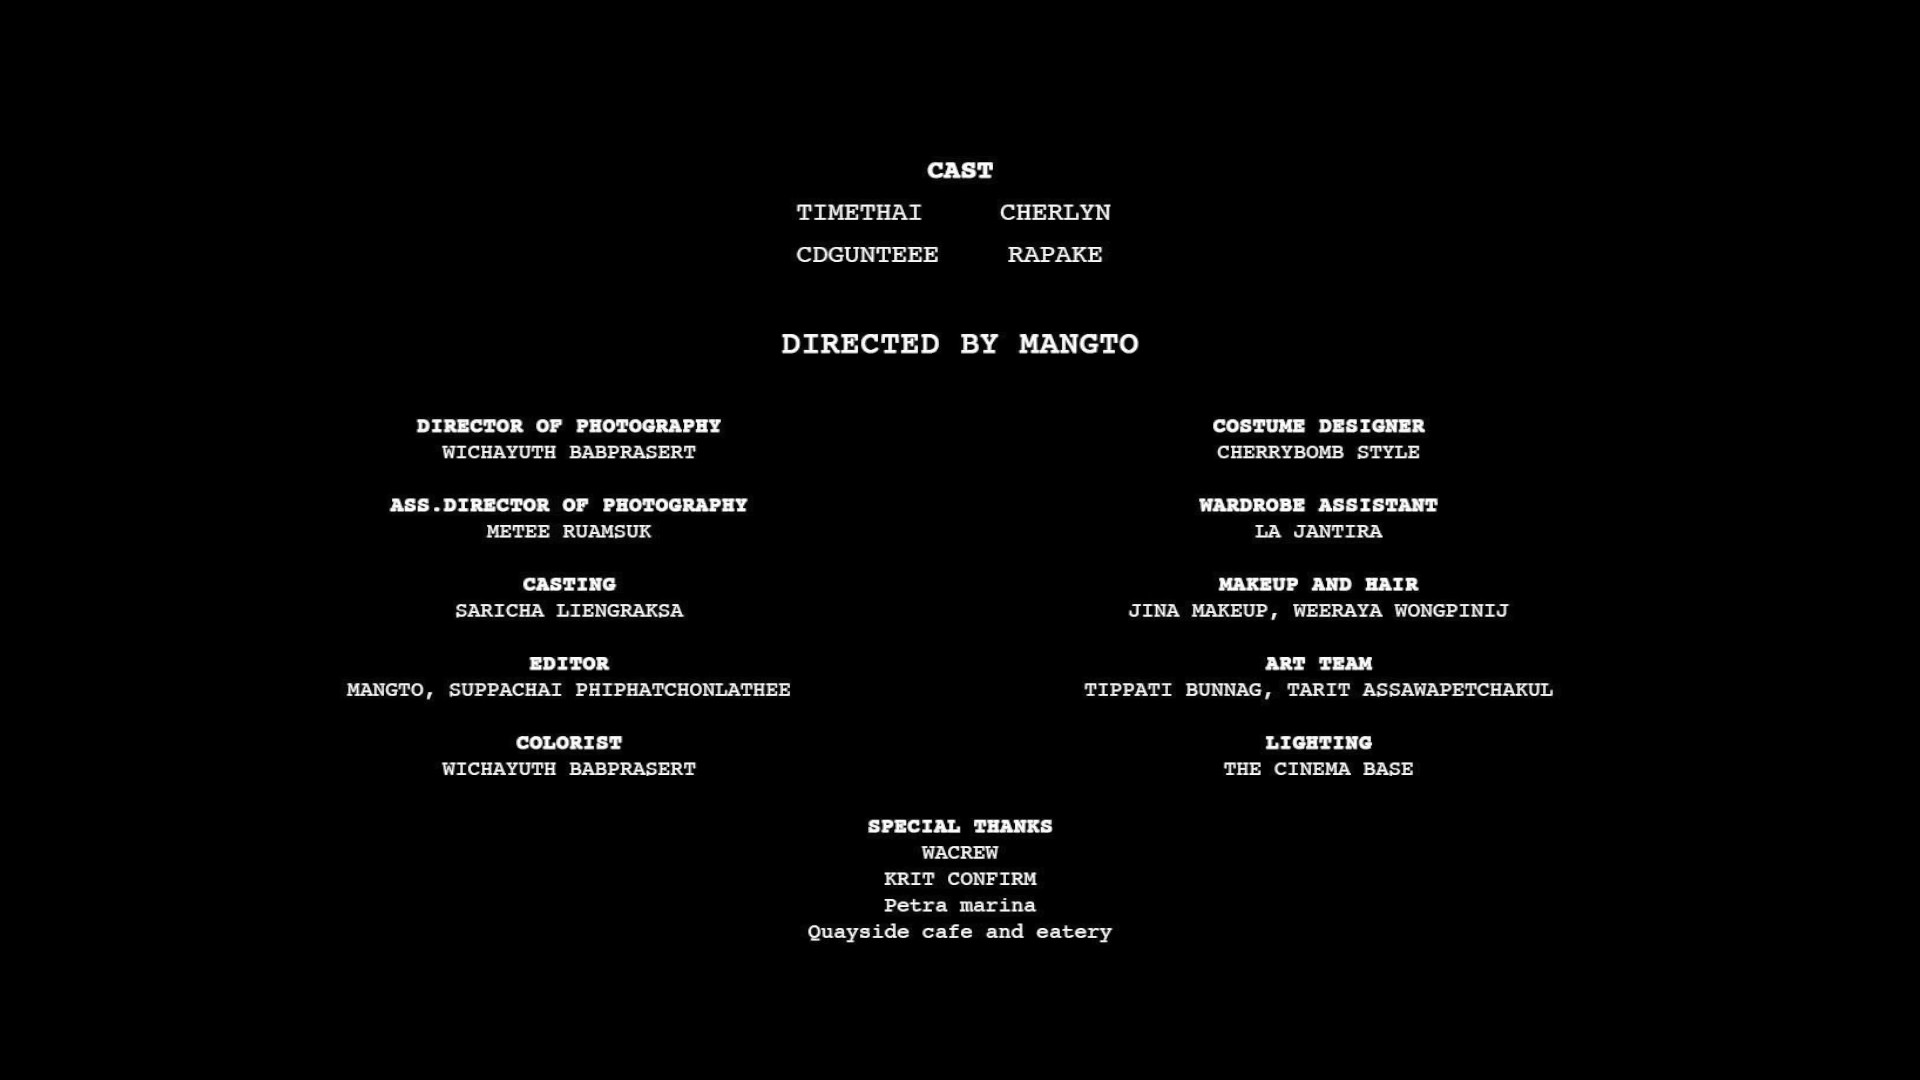 CAST
TIMETHAI CHERLYN
CDGUNTEEE RAPAKE
DIRECTED BY MANGTO
DIRECTOR OF PHOTOGRAPHY
WICHAYUTH BABPRASERT
ASS.DIRECTOR OF PHOTOGRAPHY
METEE RUAMSUK
CASTING
SARICHA LIENGRAKSA
EDITOR
MANGTO, SUPPACHAI PHIPHATCHONLATHEE
COLORIST
WICHAYUTH BABPRASERT
COSTUME DESIGNER
CHERRYBOMB STYLE
WARDROBE ASSISTANT
LA JANTIRA
MAKEUP AND HAIR
JINA MAKEUP, WEERAYA WONGPINIJ
ART TEAM
TIPPATI BUNNAG, TARIT ASSAWAPETCHAKUL
LIGHTING
THE CINEMA BASE
SPECIAL THANKS
WACREW
KRIT CONFIRM
Petra marina
Quayside cafe and eatery